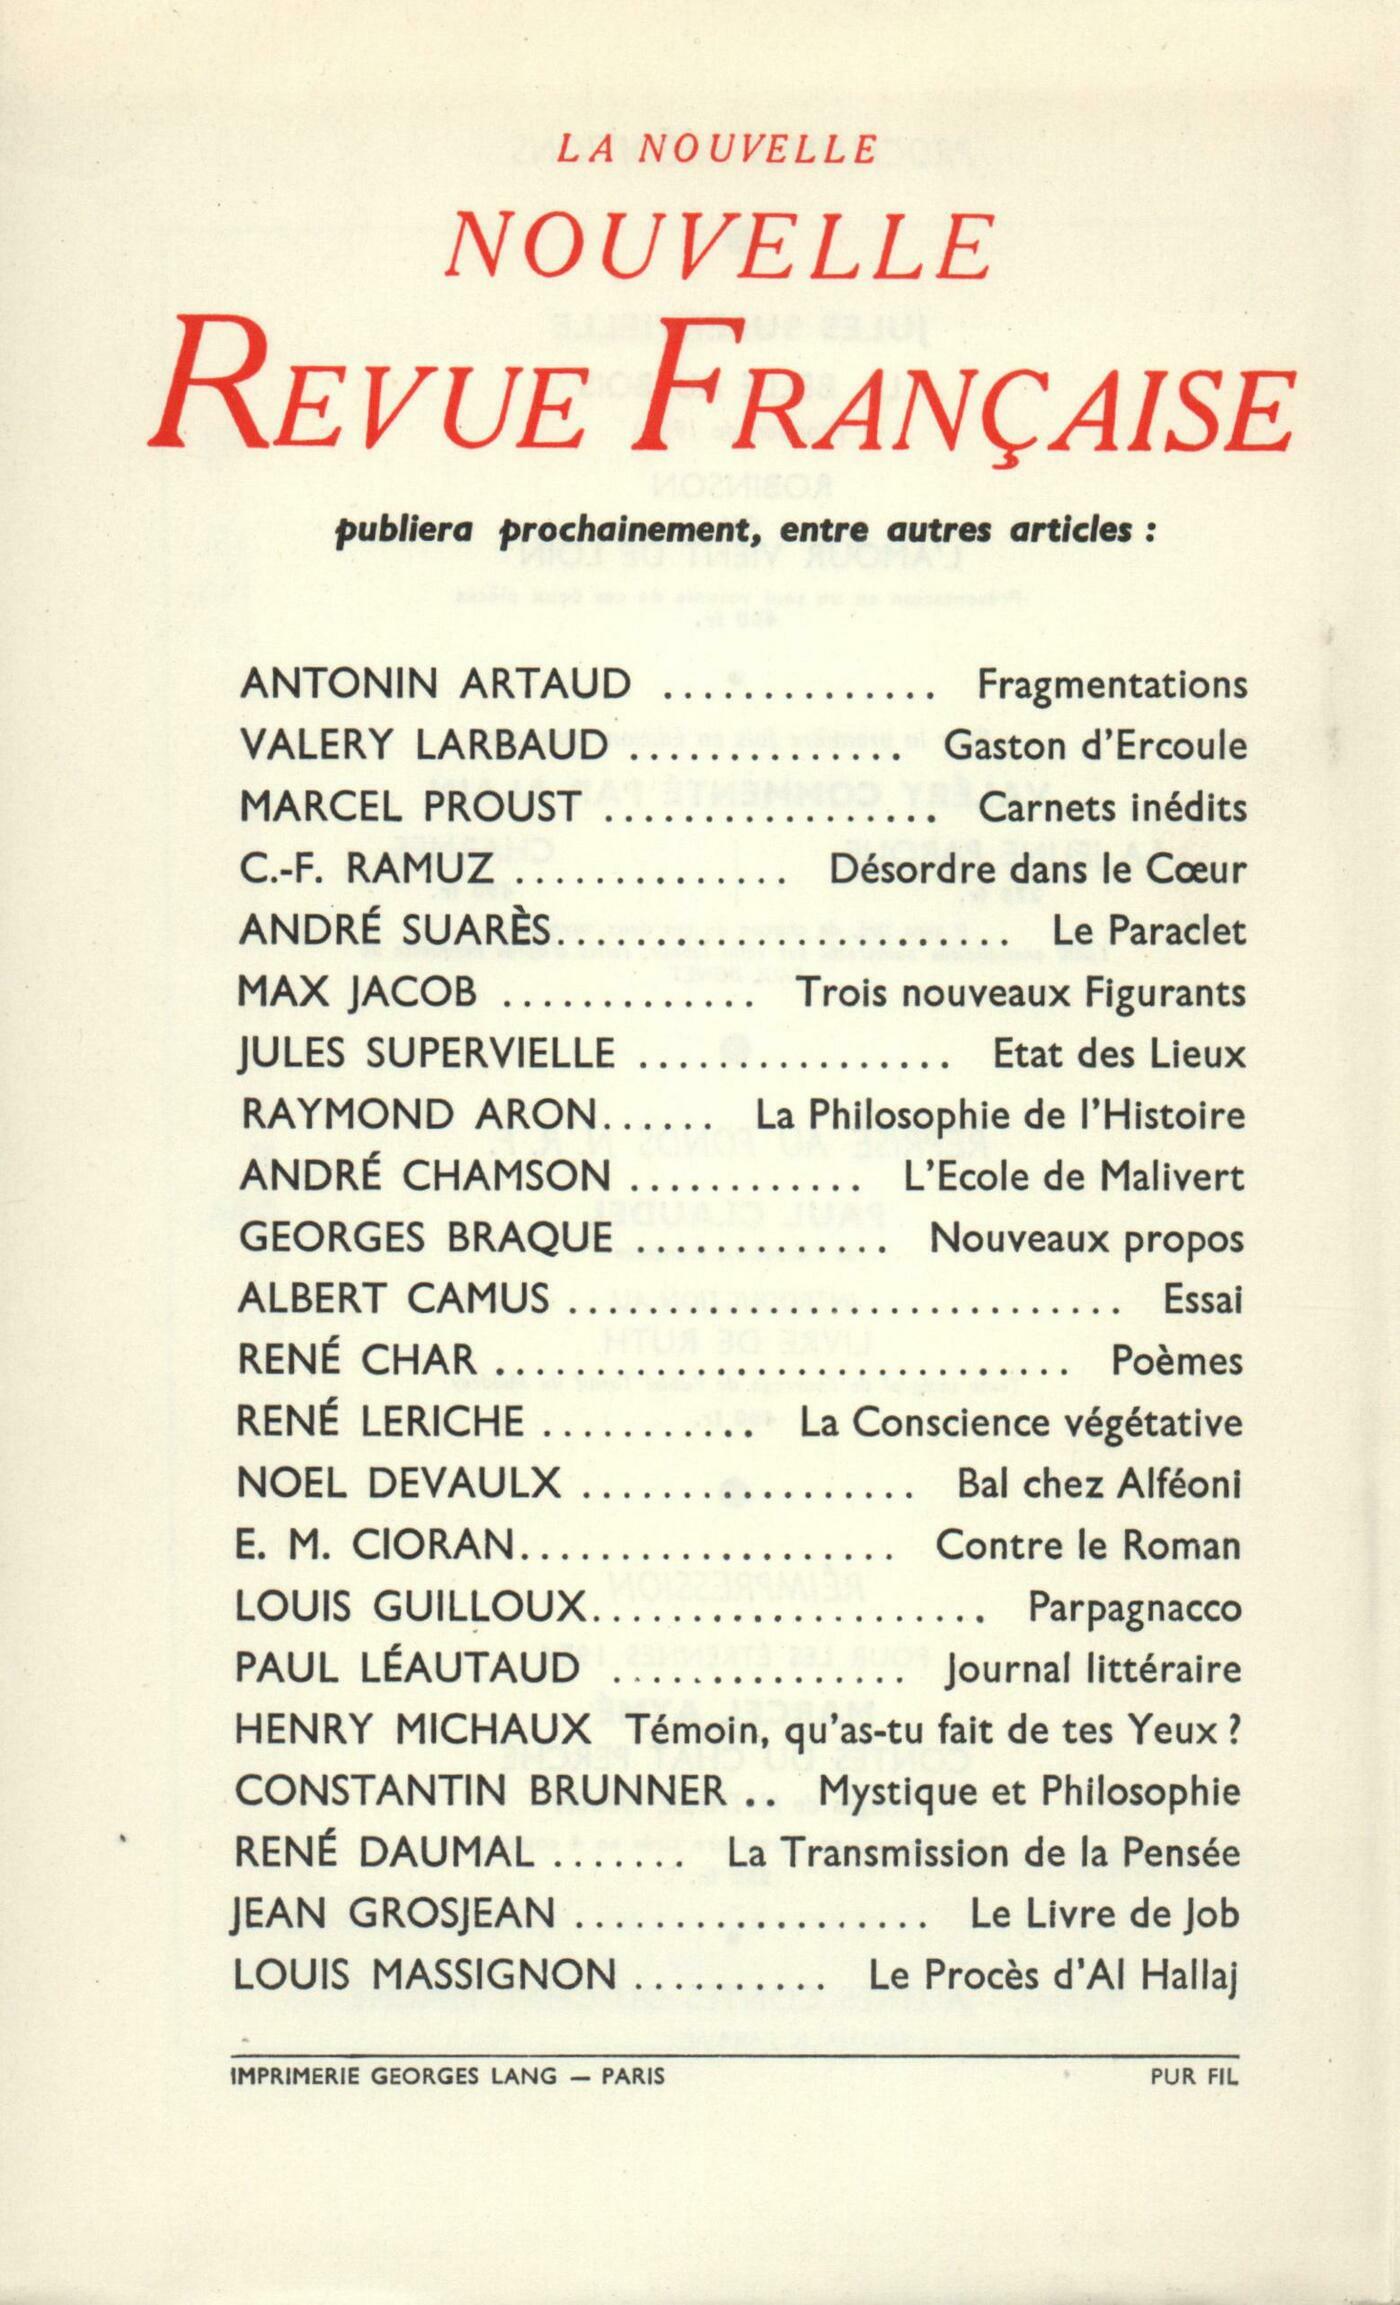 LA NOUVELLE
NOUVELLE
REVUE FRANÇAISE
publiera prochainement, entre autres articles :
ANTONIN ARTAUD .............. Fragmentations
VALERY LARBAUD .............. Gaston d'Ercoule
MARCEL PROUST ................. Carnets inédits
C.-F. RAMUZ .............. Désordre dans le Cœur
ANDRÉ SUARÈS....................... Le Paraclet
MAX JACOB ............. Trois nouveaux Figurants
JULES SUPERVIELLE ................ Etat des Lieux
RAYMOND ARON...... La Philosophie de l'Histoire
ANDRÉ CHAMSON ............ L'Ecole de Malivert
GEORGES BRAQUE ............. Nouveaux propos
ALBERT CAMUS ............................ Essai
RENÉ CHAR ............................. Poèmes
RENÉ LERICHE ........... La Conscience végétative
NOEL DEVAULX ................. Bal chez Alféoni
E. M. CIORAN................... Contre le Roman
LOUIS GUILLOUX.................... Parpagnacco
PAUL LÉAUTAUD ............... Journal littéraire
HENRY MICHAUX Témoin, qu'as-tu fait de tes Yeux ?
CONSTANTIN BRUNNER .. Mystique et Philosophie
RENÉ DAUMAL ....... La Transmission de la Pensée
JEAN GROSJEAN .................. Le Livre de Job
LOUIS MASSIGNON .......... Le Procès d'Al Hallaj
IMPRIMERIE GEORGES LANG — PARIS PUR FIL